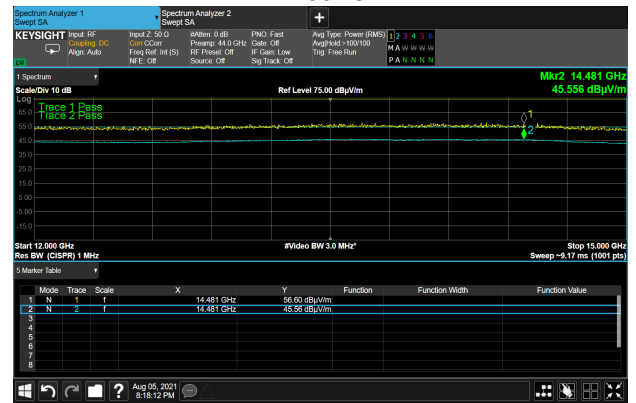 Spectrum Analyzer 1
Swept SA
Spectrum Analyzer 2
Swept SA
+
KEYSIGHT
Input: RF
Coupling: DC
Align: Auto
Input Z: 50 Ω
Corr CCorr
Freq Ref: Int (S)
NFE: Off
#Atten: 0 dB
Preamp: 44.0 GHz
RF Preset: Off
Source: Off
PNO: Fast
Gate: Off
IF Gain: Low
Sig Track: Off
Avg Type: Power (RMS)
Avg|Hold:>100/100
Trig: Free Run
1 2 3 4 5 6
M A W W W W
P A N N N N
LXI
1 Spectrum
Scale/Div 10 dB
Ref Level 75.00 dBµV/m
Mkr2 14.481 GHz
45.556 dBµV/m
Log
Trace 1 Pass
Trace 2 Pass
65.0
55.0
45.0
35.0
25.0
15.0
5.00
-5.00
-15.0
1
2
Start 12.000 GHz
Res BW (CISPR) 1 MHz
#Video BW 3.0 MHz*
Stop 15.000 GHz
Sweep ~9.17 ms (1001 pts)
5 Marker Table
Mode Trace Scale X Y Function Function Width Function Value
1 N 1 f 14.481 GHz 56.60 dBµV/m
2 N 2 f 14.481 GHz 45.56 dBµV/m
3
4
5
6
7
8
?
Aug 05, 2021
8:18:12 PM